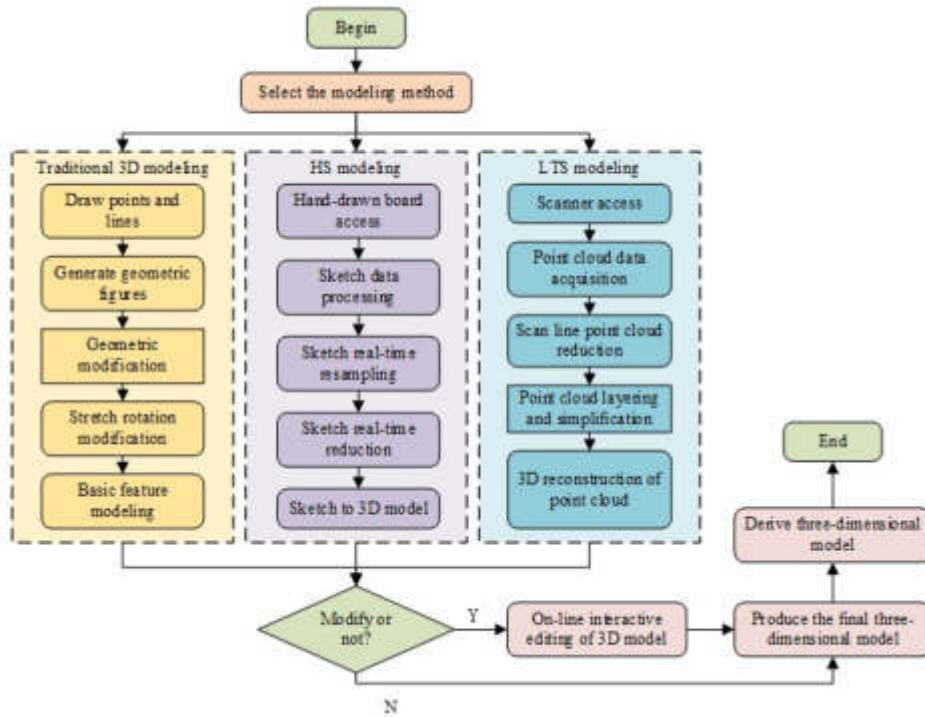 Begin
Select the modeling method
Traditional 3D modeling
Draw points and
lines
Generate geometric
figures
Geometric
modification
Stretch rotation
modification
Basic feature
modeling
HS modeling
Hand-drawn board
access
Sketch data
processing
Sketch real-time
resampling
Sketch real-time
reduction
Sketch to 3D model
LTS modeling
Scanner access
Point cloud data
acquisition
Scan line point cloud
reduction
Point cloud layering
and simplification
3D reconstruction of
point cloud
Modify or
not?
Y
N
On-line interactive
editing of 3D model
Produce the final three-
dimensional model
Derive three-dimensional
model
End